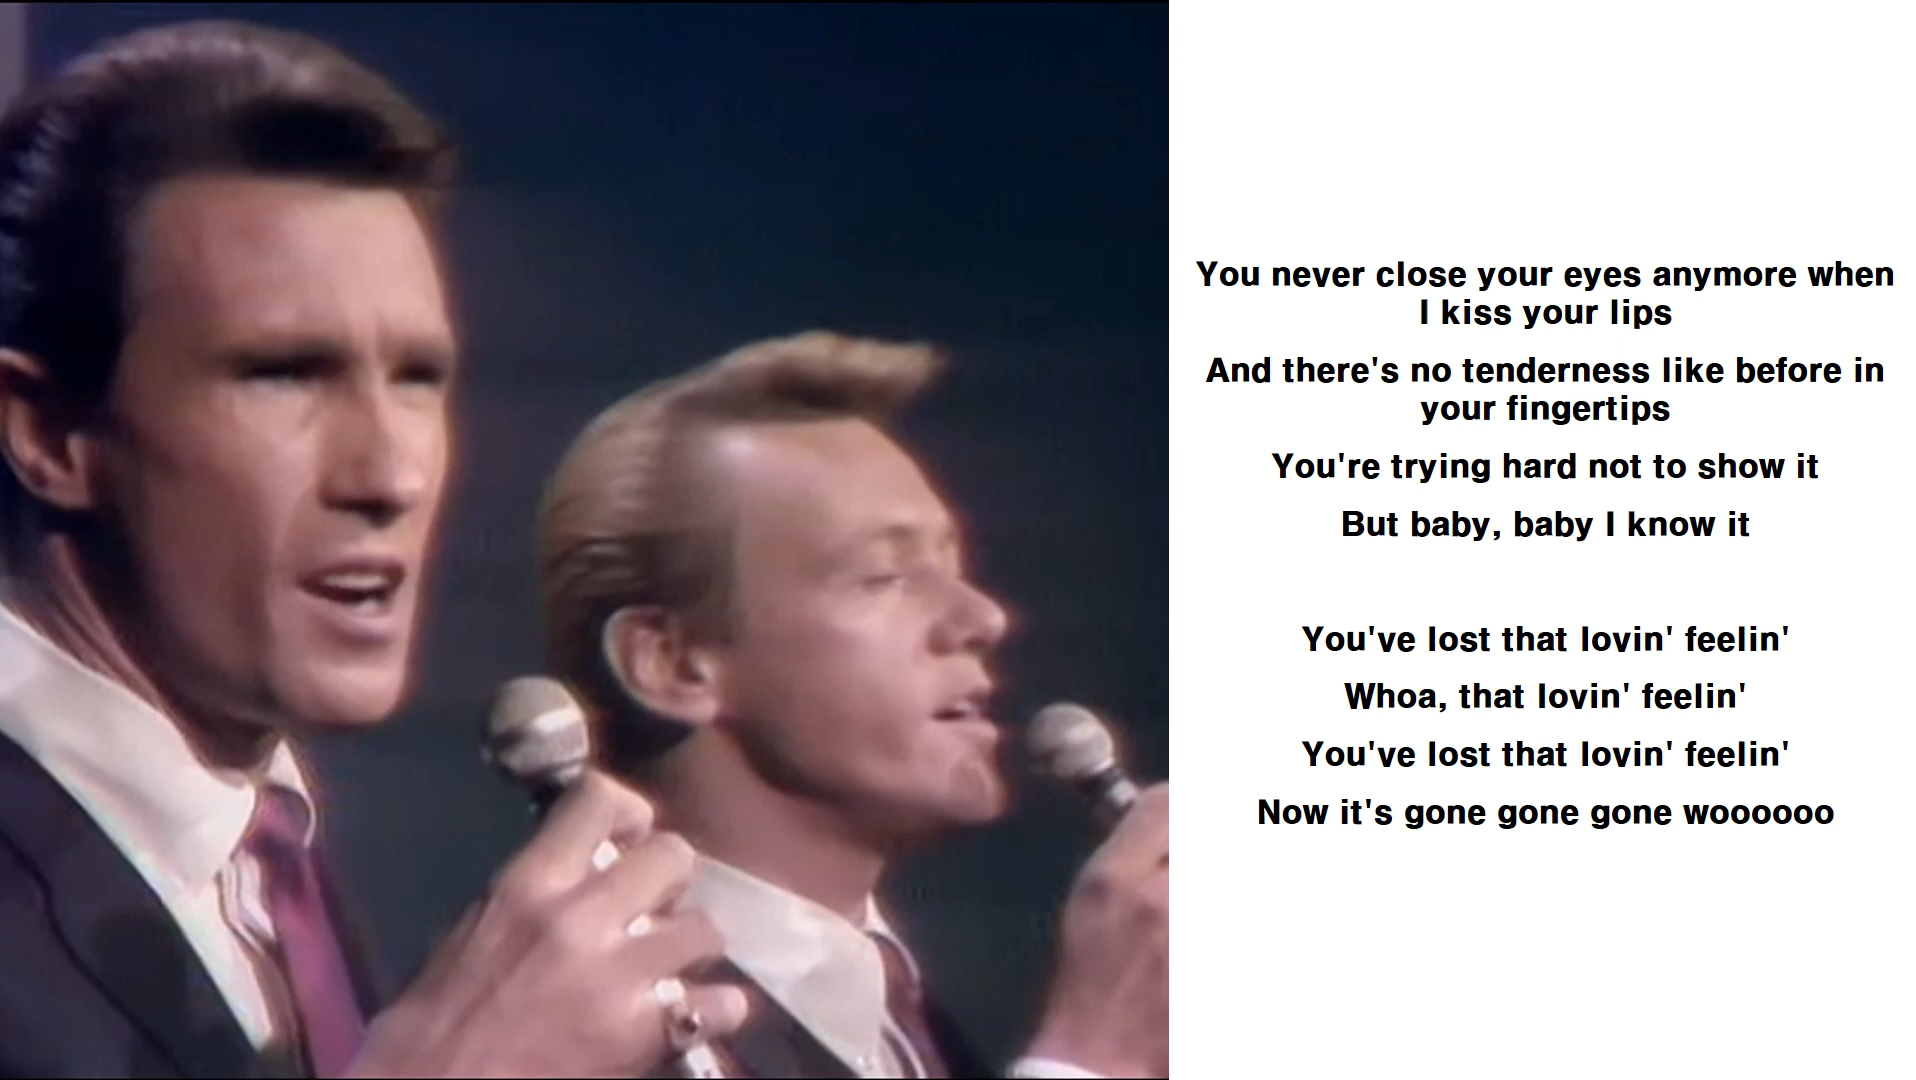 You never close your eyes anymore when
I kiss your lips
And there's no tenderness like before in
your fingertips
You're trying hard not to show it
But baby, baby I know it
You've lost that lovin' feelin'
Whoa, that lovin' feelin'
You've lost that lovin' feelin'
Now it's gone gone gone woooooo